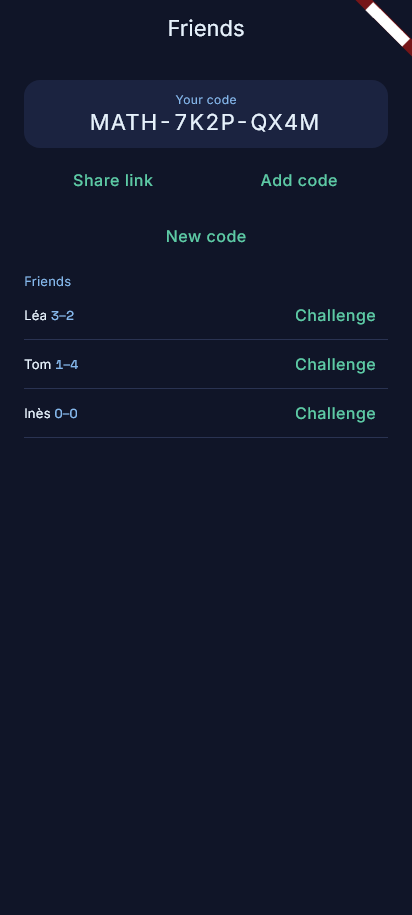 Friends
Your code
MATH-7K2P-QX4M
Share link Add code
New code
Friends
Léa 3–2 Challenge
Tom 1–4 Challenge
Inès 0–0 Challenge